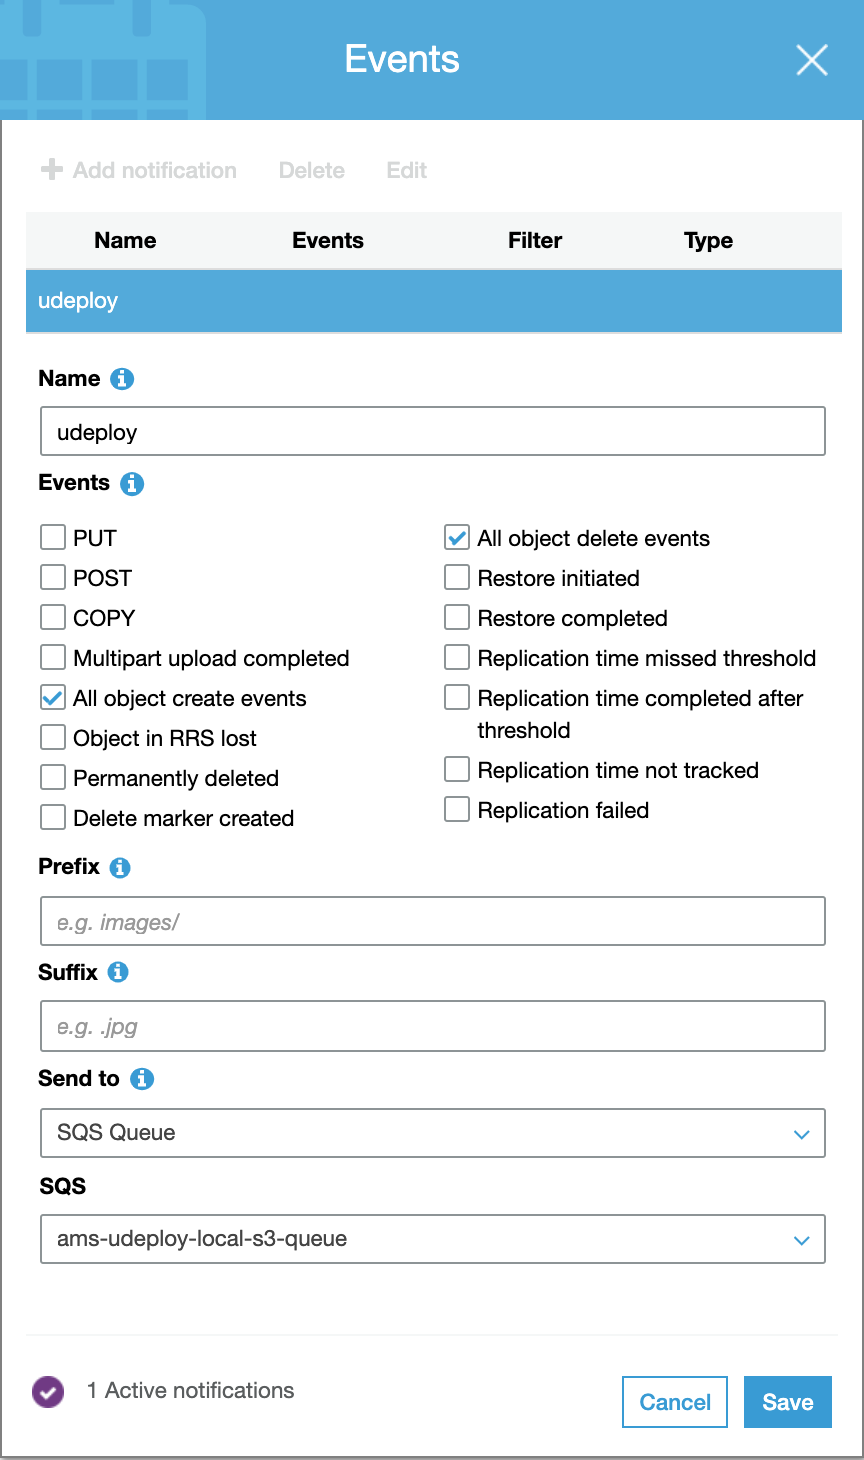 Events
Add notification Delete Edit
Name Events Filter Type
udeploy
Name
udeploy
Events
PUT
POST
COPY
Multipart upload completed
All object create events
Object in RRS lost
Permanently deleted
Delete marker created
All object delete events
Restore initiated
Restore completed
Replication time missed threshold
Replication time completed after
threshold
Replication time not tracked
Replication failed
Prefix
e.g. images/
Suffix
e.g. .jpg
Send to
SQS Queue
SQS
ams-udeploy-local-s3-queue
1 Active notifications
Cancel Save